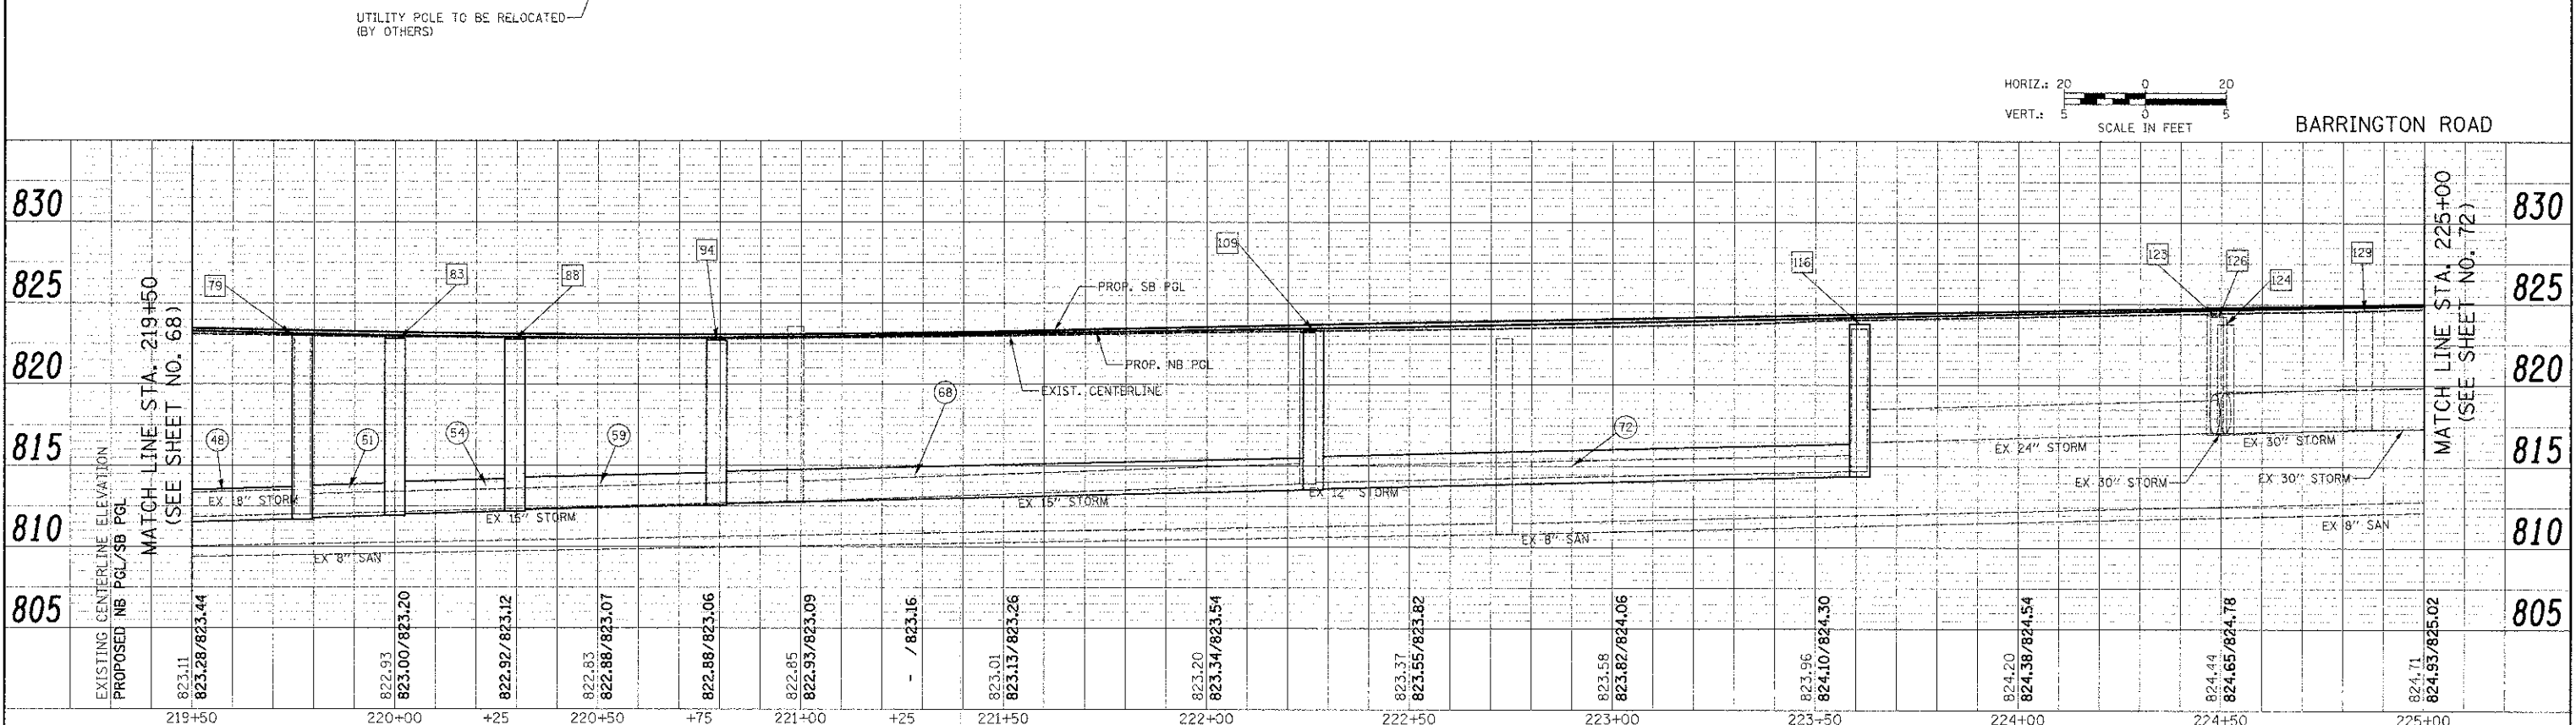 UTILITY POLE TO BE RELOCATED
(BY OTHERS)
HORIZ.: 20 0 20
VERT.: 5 0 5
SCALE IN FEET
BARRINGTON ROAD
830
825
820
815
810
805
EXISTING CENTERLINE ELEVATION
PROPOSED NB PGL/SB PGL
MATCH LINE STA. 219+50
(SEE SHEET NO. 68)
79
83
88
94
109
116
123
126
124
129
PROP. SB PGL
PROP. NB PGL
EXIST. CENTERLINE
48
51
54
59
68
72
EX 18" STORM
EX 15" STORM
EX 15" STORM
EX 12" STORM
EX 24" STORM
EX 30" STORM
EX 30" STORM
EX 30" STORM
EX 8" SAN
EX 8" SAN
EX 8" SAN
MATCH LINE STA. 225+00
(SEE SHEET NO. 72)
830
825
820
815
810
805
823.11
823.28/823.44
822.93
823.00/823.20
822.92/823.12
822.83
822.88/823.07
822.88/823.06
822.85
822.93/823.09
- /823.16
823.01
823.13/823.26
823.20
823.34/823.54
823.37
823.55/823.82
823.58
823.82/824.06
823.96
824.10/824.30
824.20
824.38/824.54
824.44
824.65/824.78
824.71
824.93/825.02
219+50 220+00 +25 220+50 +75 221+00 +25 221+50 222+00 222+50 223+00 223+50 224+00 224+50 225+00